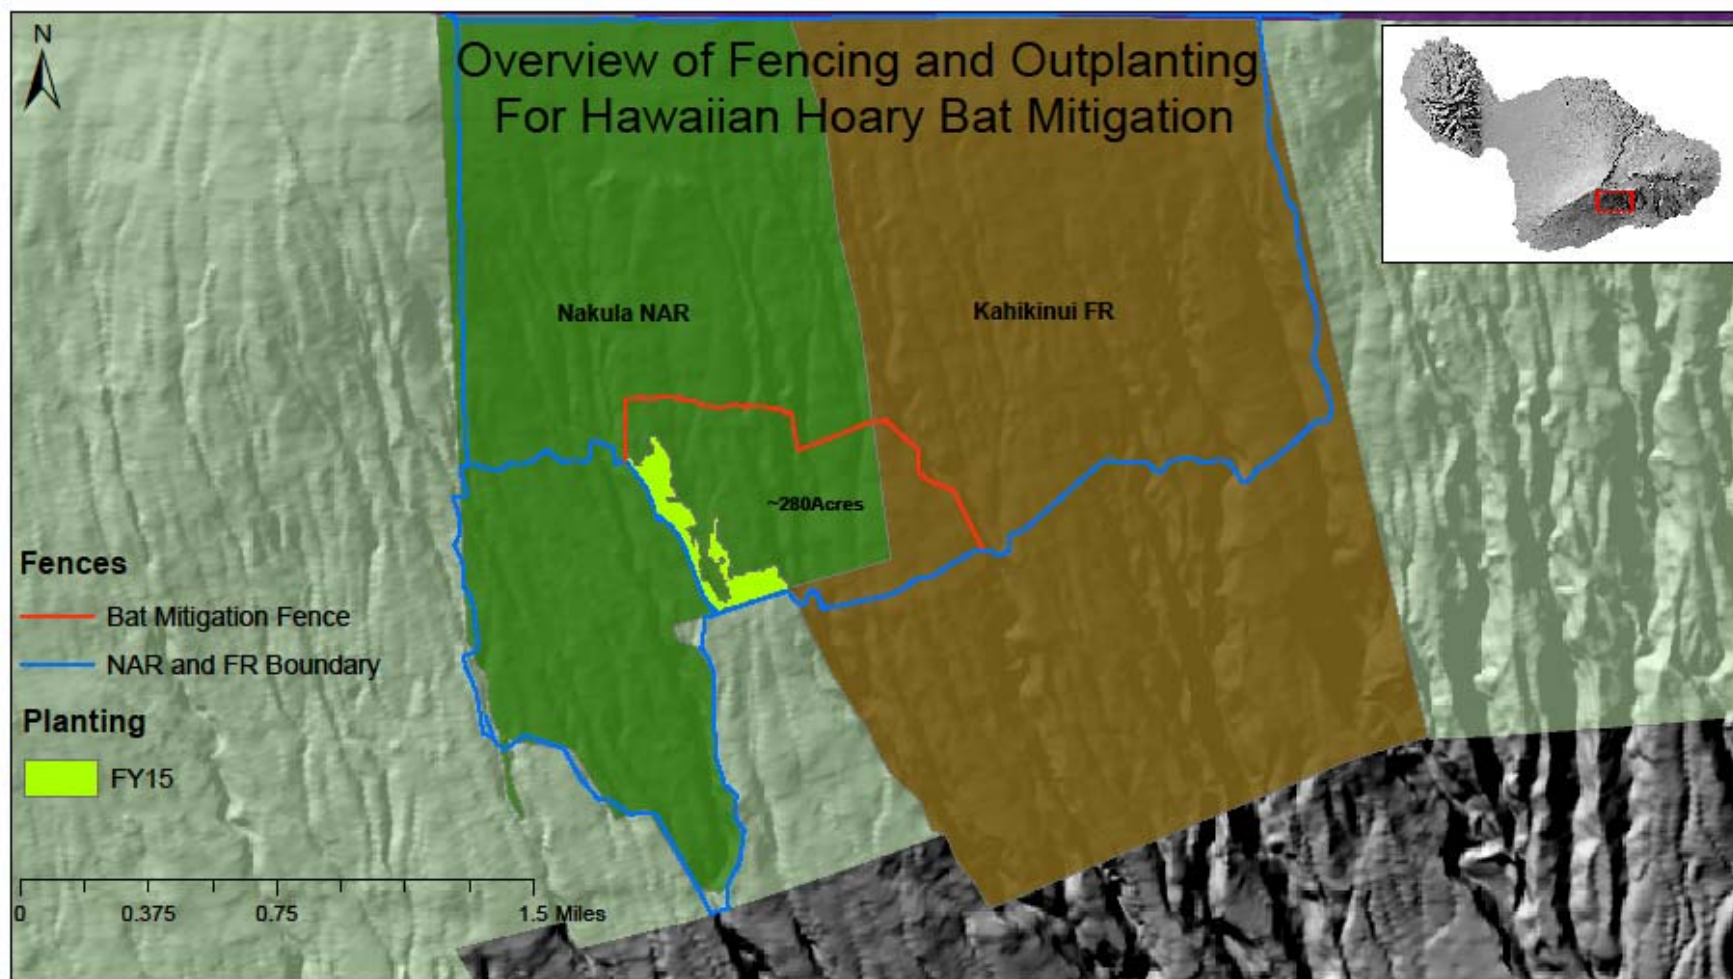 N
Overview of Fencing and Outplanting
For Hawaiian Hoary Bat Mitigation
Nakula NAR
Kahikinui FR
~280Acres
Fences
Bat Mitigation Fence
NAR and FR Boundary
Planting
FY15
0 0.375 0.75 1.5 Miles